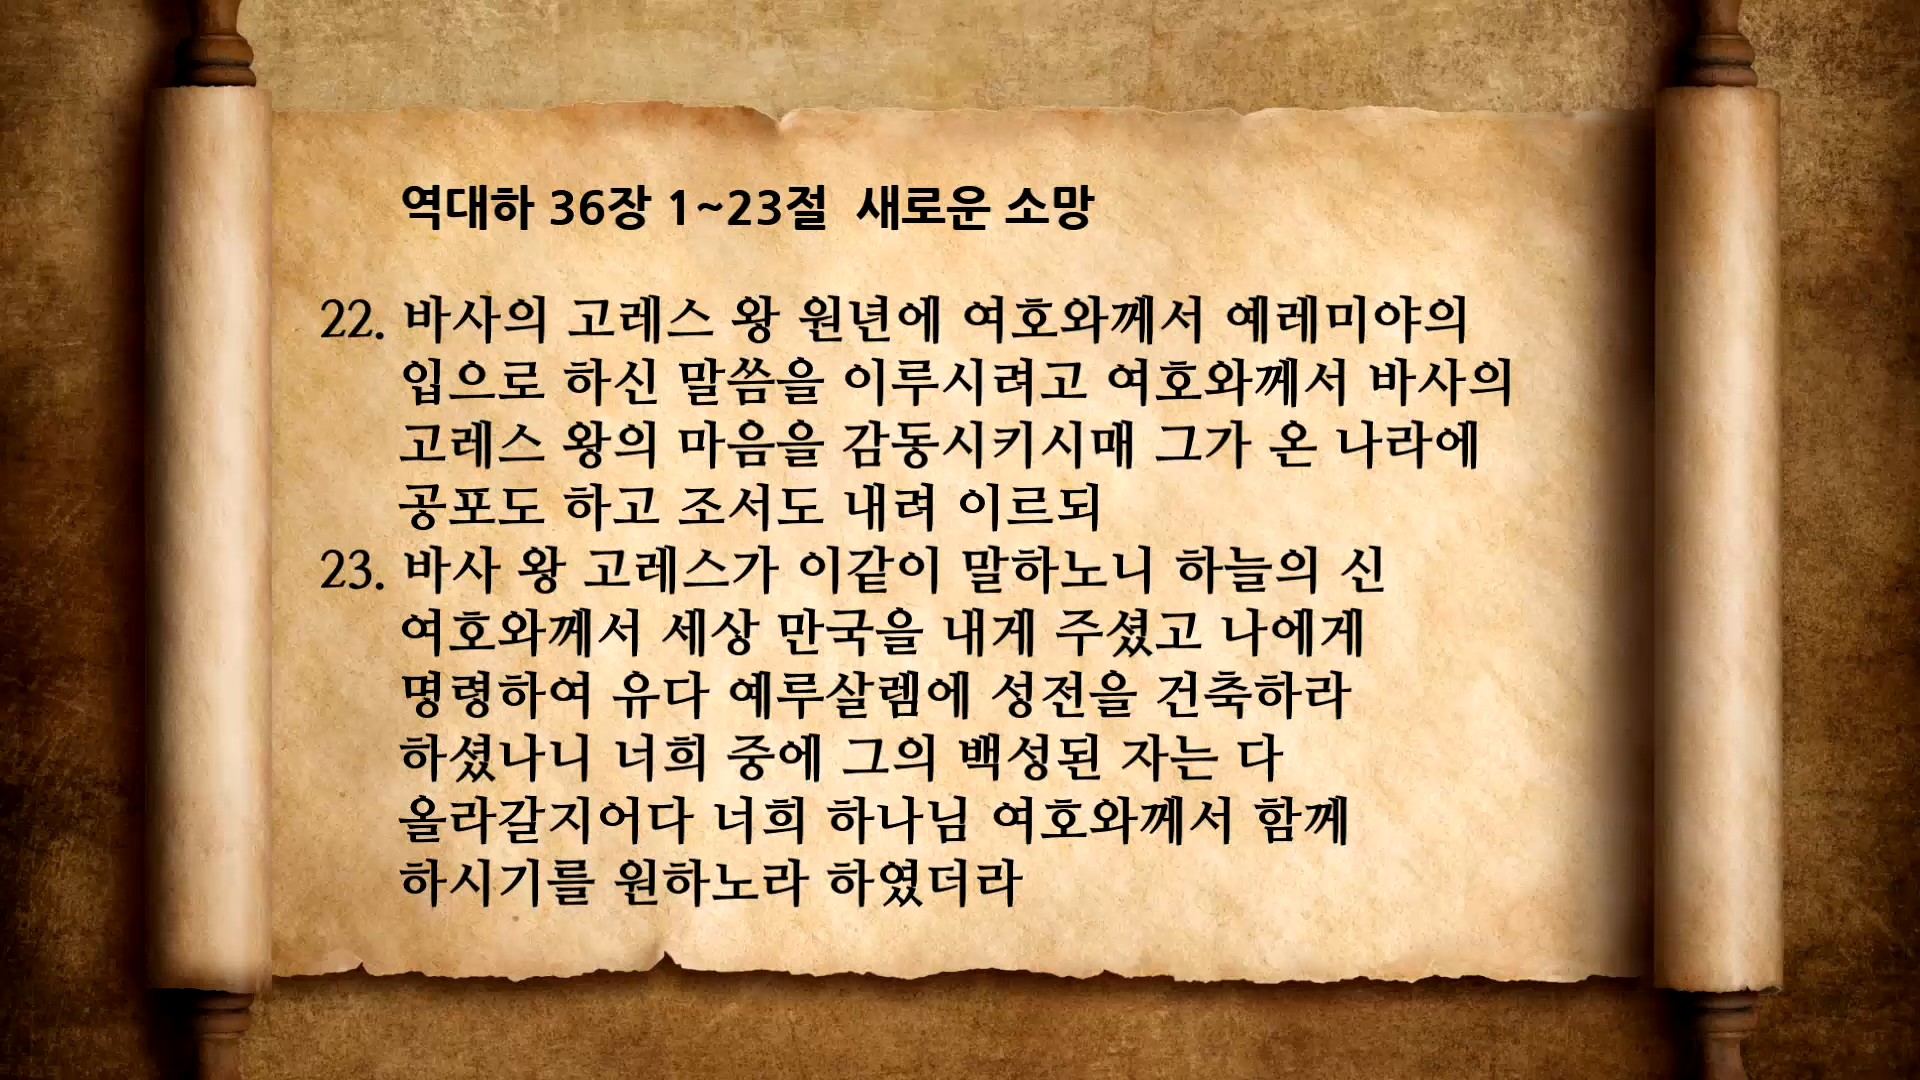 역대하 36장 1~23절 새로운 소망
22. 바사의 고레스 왕 원년에 여호와께서 예레미야의
입으로 하신 말씀을 이루시려고 여호와께서 바사의
고레스 왕의 마음을 감동시키시매 그가 온 나라에
공포도 하고 조서도 내려 이르되
23. 바사 왕 고레스가 이같이 말하노니 하늘의 신
여호와께서 세상 만국을 내게 주셨고 나에게
명령하여 유다 예루살렘에 성전을 건축하라
하셨나니 너희 중에 그의 백성된 자는 다
올라갈지어다 너희 하나님 여호와께서 함께
하시기를 원하노라 하였더라